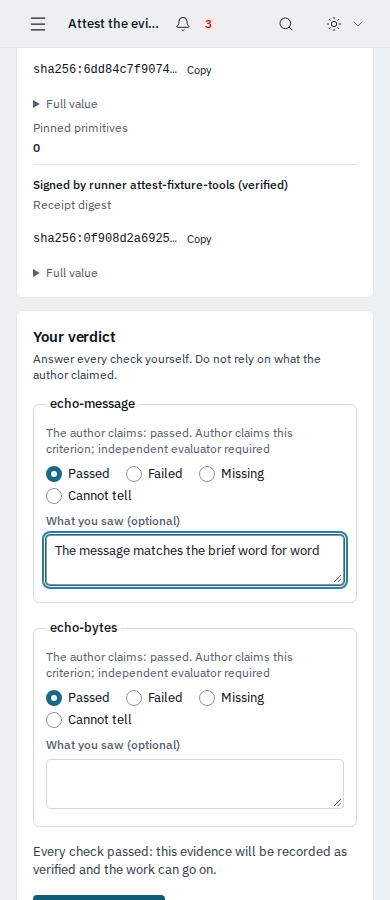 Attest the evi...
3
sha256:6dd84c7f9074… Copy
Full value
Pinned primitives
0
Signed by runner attest-fixture-tools (verified)
Receipt digest
sha256:0f908d2a6925… Copy
Full value
Your verdict
Answer every check yourself. Do not rely on what the
author claimed.
echo-message
The author claims: passed. Author claims this
criterion; independent evaluator required
Passed Failed Missing
Cannot tell
What you saw (optional)
The message matches the brief word for word
echo-bytes
The author claims: passed. Author claims this
criterion; independent evaluator required
Passed Failed Missing
Cannot tell
What you saw (optional)
Every check passed: this evidence will be recorded as
verified and the work can go on.